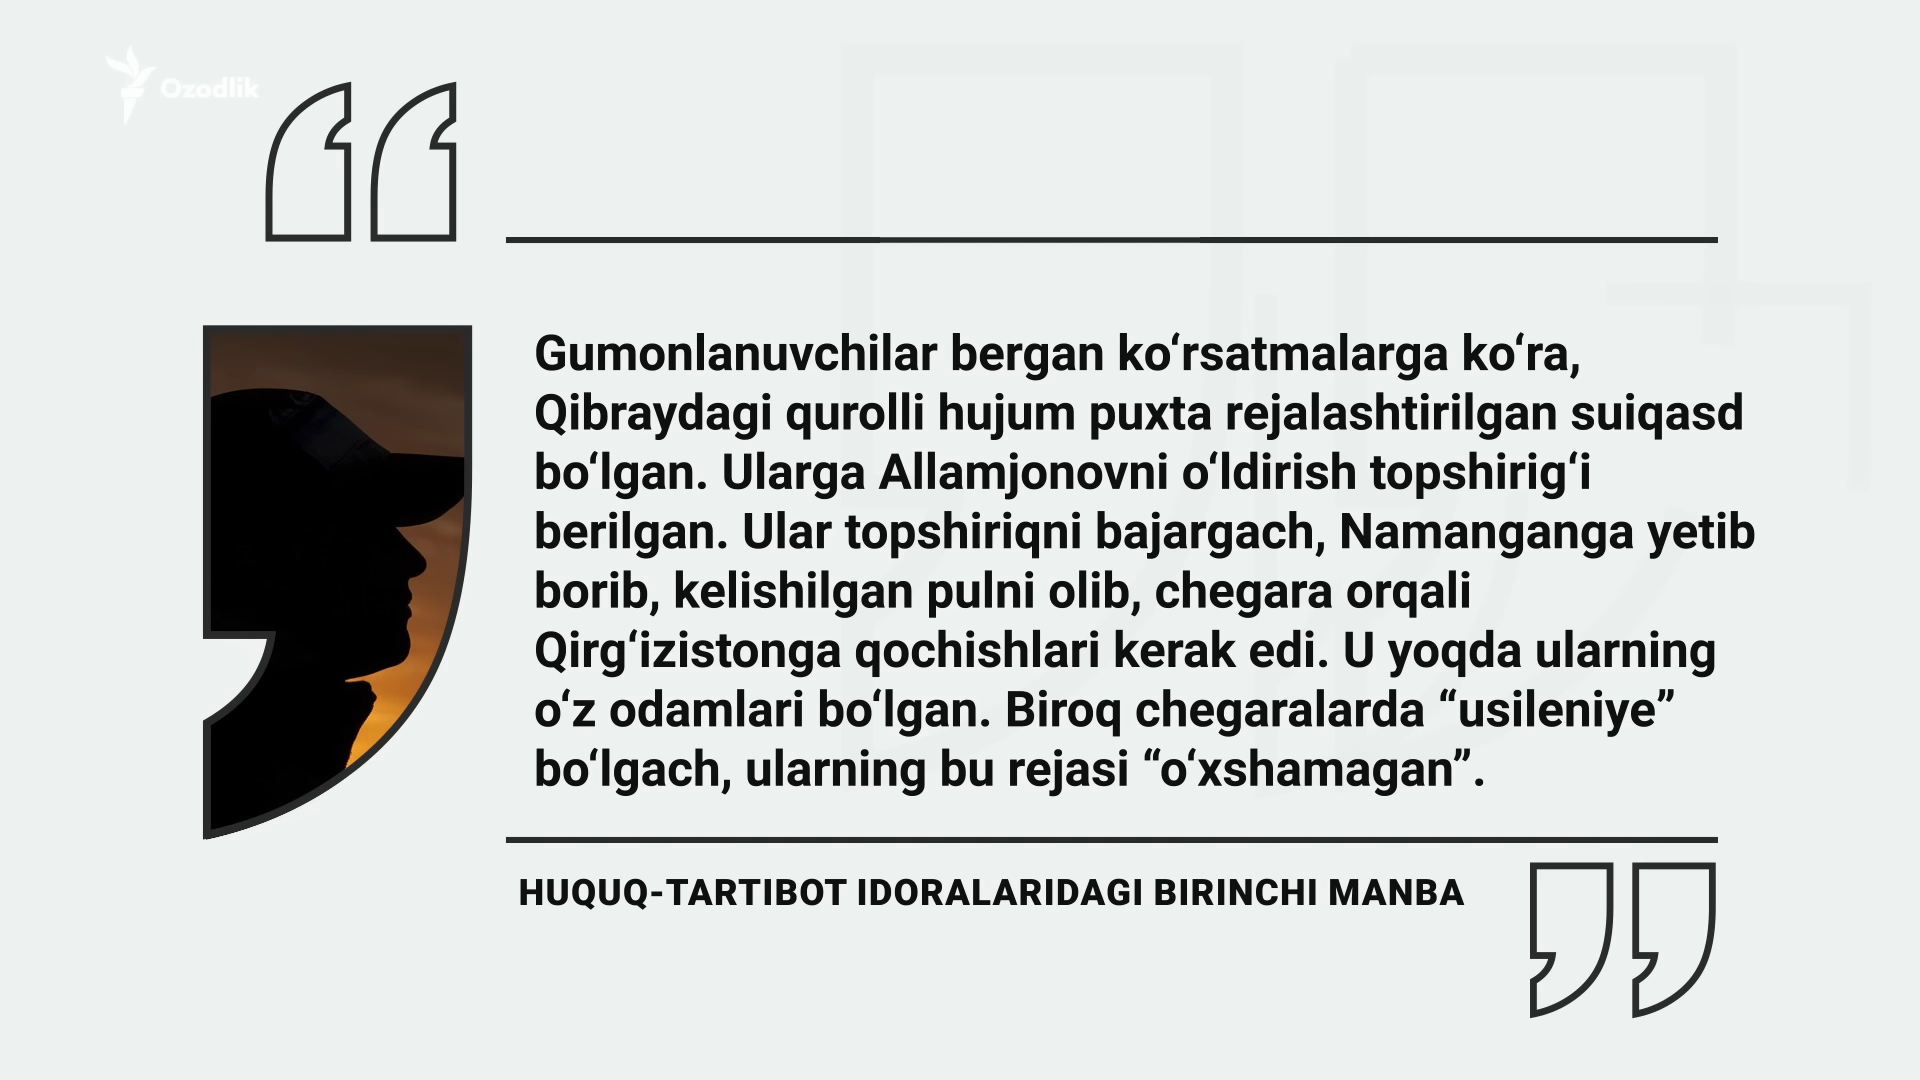 Ozodlik
Gumonlanuvchilar bergan ko‘rsatmalarga ko‘ra,
Qibraydagi qurolli hujum puxta rejalashtirilgan suiqasd
bo‘lgan. Ularga Allamjonovni o‘ldirish topshirig‘i
berilgan. Ular topshiriqni bajargach, Namanganga yetib
borib, kelishilgan pulni olib, chegara orqali
Qirg‘izistonga qochishlari kerak edi. U yoqda ularning
o‘z odamlari bo‘lgan. Biroq chegaralarda “usileniye”
bo‘lgach, ularning bu rejasi “o‘xshamagan”.
HUQUQ-TARTIBOT IDORALARIDAGI BIRINCHI MANBA